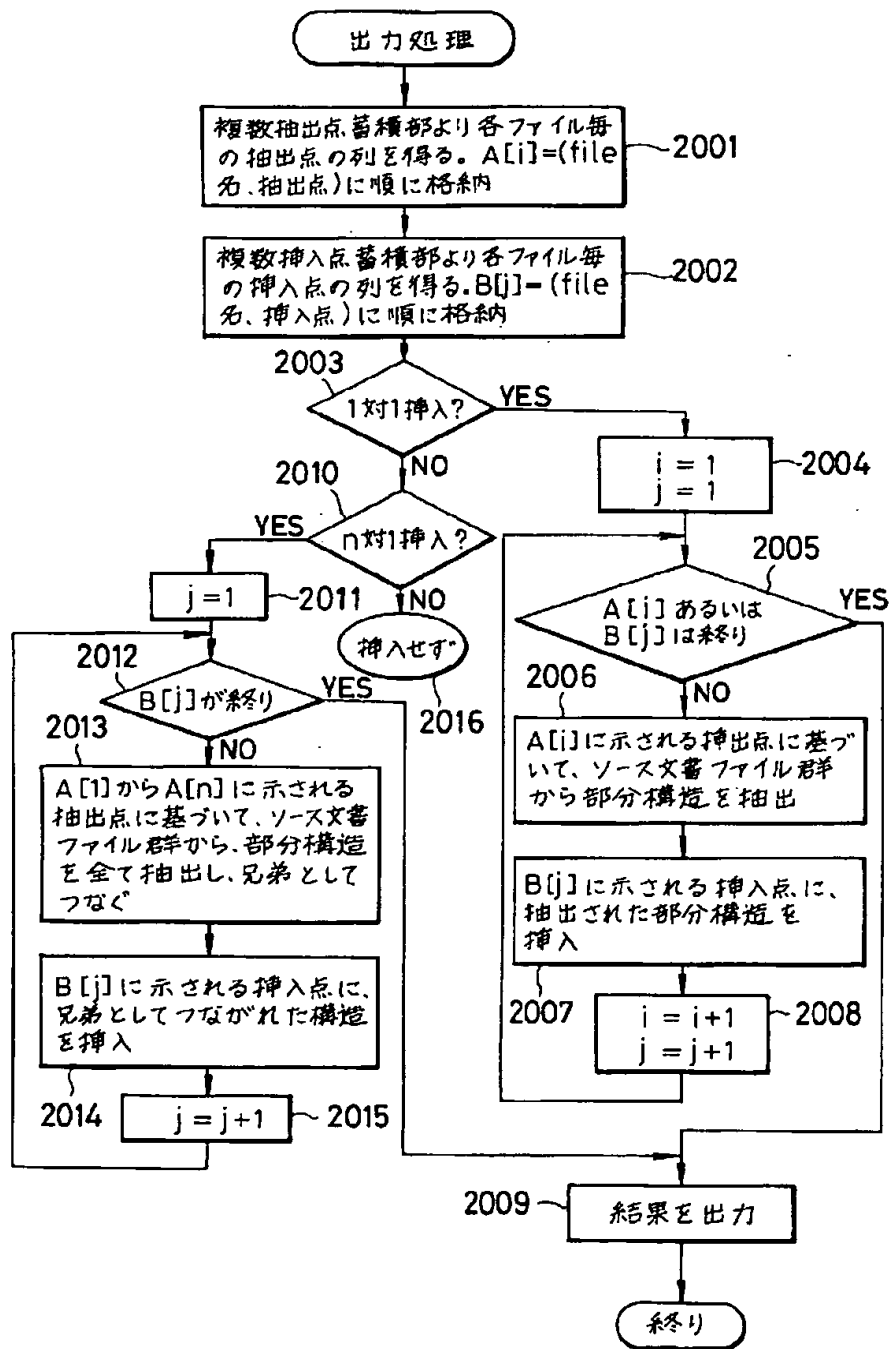 出力処理
複数抽出点蓄積部より各ファイル毎
の抽出点の列を得る。A[i]=(file
名、抽出点)に順に格納
2001
複数挿入点蓄積部より各ファイル毎
の挿入点の列を得る.B[j]-(file
名、挿入点)に順に格納
2002
2003
1対1挿入?
YES
NO
i = 1
j = 1
2004
2010
YES
n対1挿入?
NO
挿入せず
2016
j=1
2011
2005
A[i]あるいは
B[j]は終り
YES
NO
2012
B[j]が終り
YES
NO
2006
A[i]に示される抽出点に基づ
いて、ソース文書ファイル群
から部分構造を抽出
2013
A[1]からA[n]に示される
抽出点に基づいて、ソース文書
ファイル群から、部分構造
を全て抽出し、兄弟として
つなぐ
B[j]に示される挿入点に、
抽出された部分構造を
挿入
2007
i = i+1
j = j+1
2008
B[j]に示される挿入点に、
兄弟としてつながれた構造
を挿入
2014
j = j+1
2015
2009
結果を出力
終り